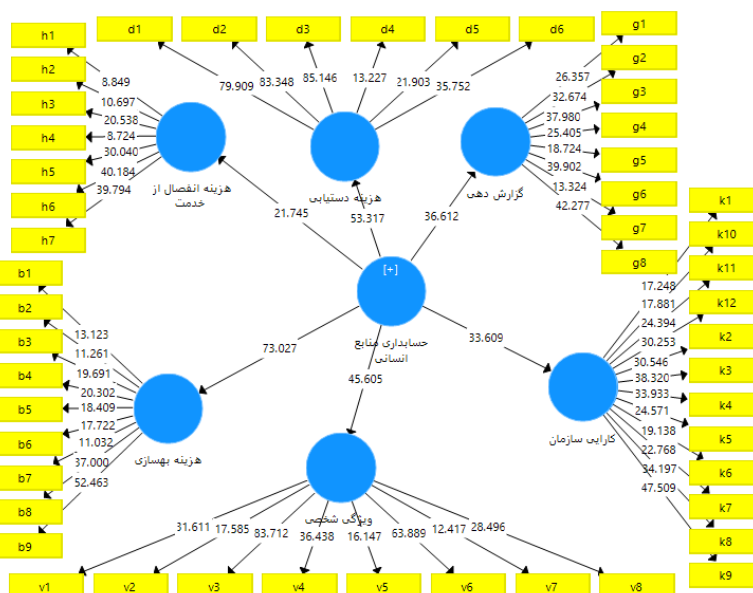 d1
d2
d3
d4
d5
d6
79.909
83.348
85.146
13.227
21.903
35.752
هزینه دستیابی
h1
h2
h3
h4
h5
h6
h7
8.849
10.697
20.538
8.724
30.040
40.184
39.794
هزینه انفصال از
خدمت
g1
g2
g3
g4
g5
g6
g7
g8
26.357
32.674
37.980
25.405
18.724
39.902
13.324
42.277
گزارش دهی
21.745
53.317
36.612
[+]
حسابداری منابع
انسانی
73.027
45.605
33.609
b1
b2
b3
b4
b5
b6
b7
b8
b9
13.123
11.261
19.691
20.302
18.409
17.722
11.032
37.000
52.463
هزینه بهسازی
k1
k10
k11
k12
k2
k3
k4
k5
k6
k7
k8
k9
17.248
17.881
24.394
30.253
30.546
38.320
33.933
24.571
19.138
22.768
34.197
47.509
کارایی سازمان
ویژگی شخصی
31.611
17.585
83.712
36.438
16.147
63.889
12.417
28.496
v1
v2
v3
v4
v5
v6
v7
v8